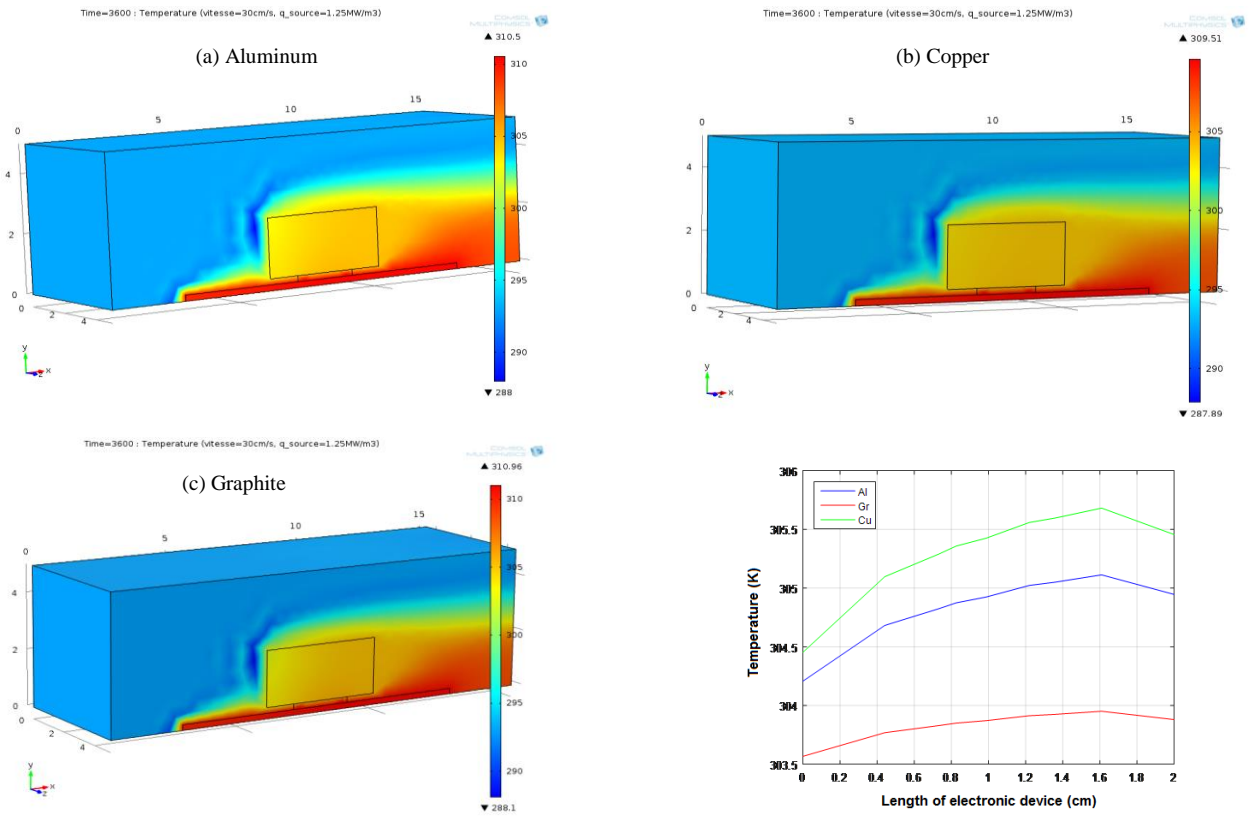 Time=3600 : Temperature (vitesse=30cm/s, q_source=1.25MW/m3)
COMSOL
MULTIPHYSICS
▲ 310.5
(a) Aluminum
310
305
300
295
290
▼ 288
0
5
10
15
4
2
0
2
4
y
x
z
Time=3600 : Temperature (vitesse=30cm/s, q_source=1.25MW/m3)
COMSOL
MULTIPHYSICS
▲ 309.51
(b) Copper
305
300
295
290
▼ 287.89
0
5
10
15
4
2
0
2
4
y
x
z
Time=3600 : Temperature (vitesse=30cm/s, q_source=1.25MW/m3)
COMSOL
MULTIPHYSICS
▲ 310.96
(c) Graphite
310
305
300
295
290
▼ 288.1
0
5
10
15
4
2
0
0
2
4
y
x
z
306
305.5
305
304.5
304
303.5
Temperature (K)
Al
Gr
Cu
0 0.2 0.4 0.6 0.8 1 1.2 1.4 1.6 1.8 2
Length of electronic device (cm)